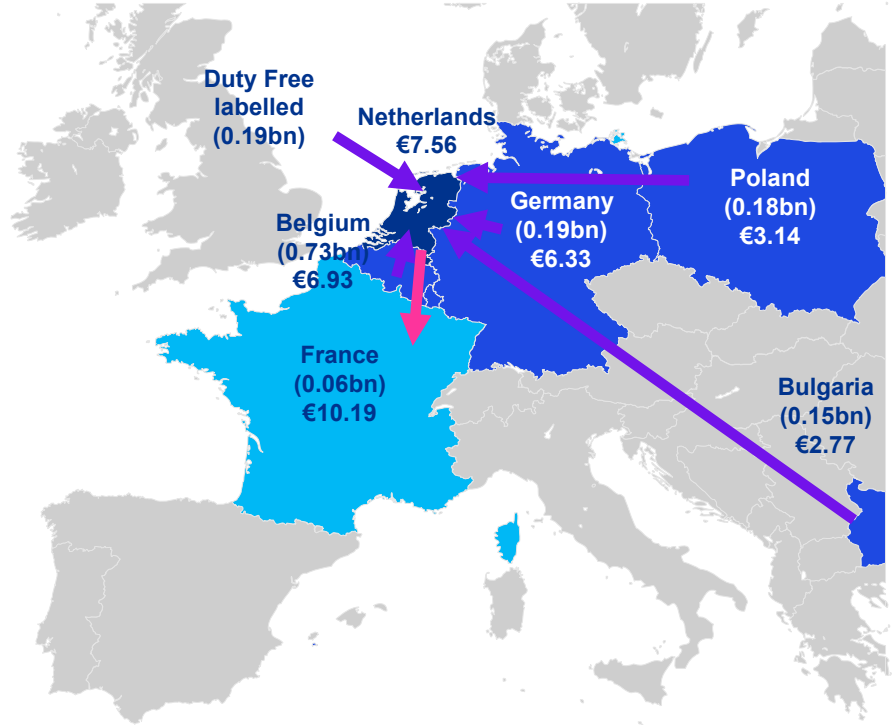 Duty Free
labelled
(0.19bn)
Netherlands
€7.56
Belgium
(0.73bn)
€6.93
Germany
(0.19bn)
€6.33
Poland
(0.18bn)
€3.14
France
(0.06bn)
€10.19
Bulgaria
(0.15bn)
€2.77